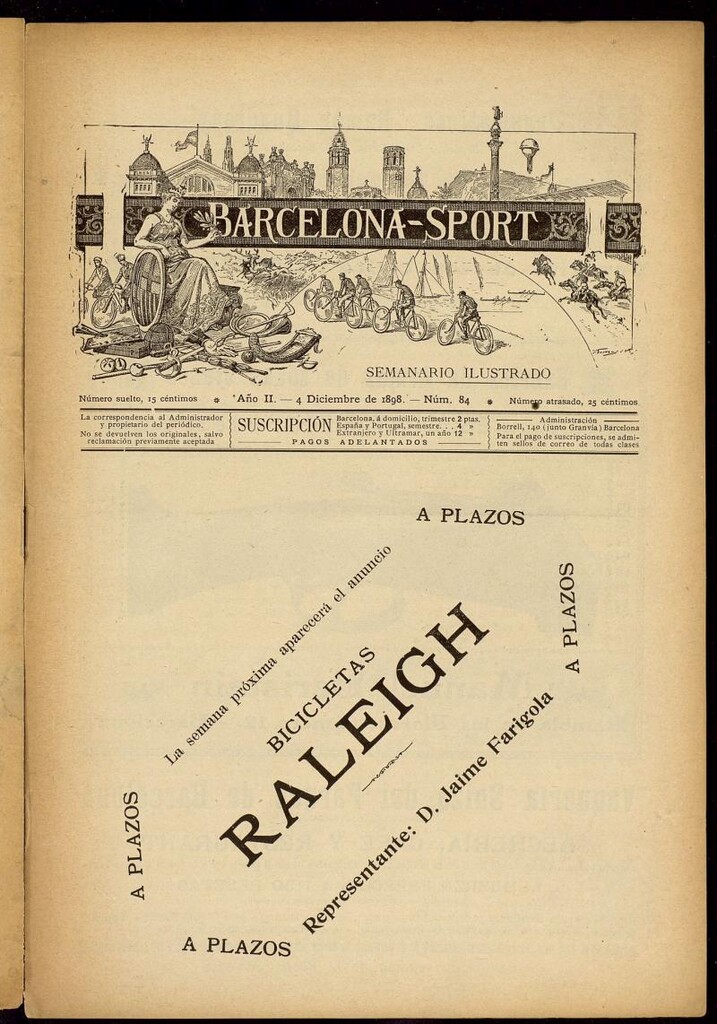 BARCELONA-SPORT
SEMANARIO ILUSTRADO
Número suelto, 15 céntimos
Año II. — 4 Diciembre de 1898. — Núm. 84
Número atrasado, 25 céntimos
La correspondencia al Administrador
y propietario del periódico.
No se devuelven los originales, salvo
reclamación previamente aceptada
SUSCRIPCIÓN
Barcelona, á domicilio, trimestre 2 ptas.
España y Portugal, semestre. . . 4 »
Extranjero y Ultramar, un año 12 »
PAGOS ADELANTADOS
Administración
Borrell, 140 (junto Granvía) Barcelona
Para el pago de suscripciones, se admi-
ten sellos de correo de todas clases
A PLAZOS
A PLAZOS
La semana próxima aparecerá el anuncio
BICICLETAS
RALEIGH
Representante: D. Jaime Farigola
A PLAZOS
A PLAZOS